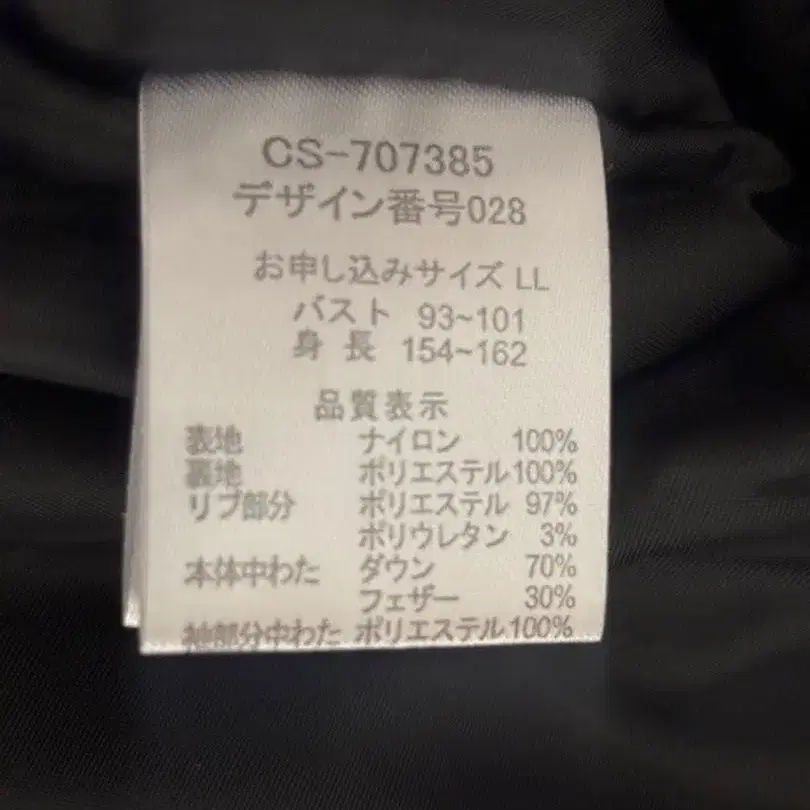 CS-707385
デザイン番号028
お申し込みサイズ LL
バスト 93~101
身長 154~162
品質表示
表地 ナイロン 100%
裏地 ポリエステル100%
リブ部分 ポリエステル 97%
ポリウレタン 3%
本体中わた ダウン 70%
フェザー 30%
袖部分中わた ポリエステル100%